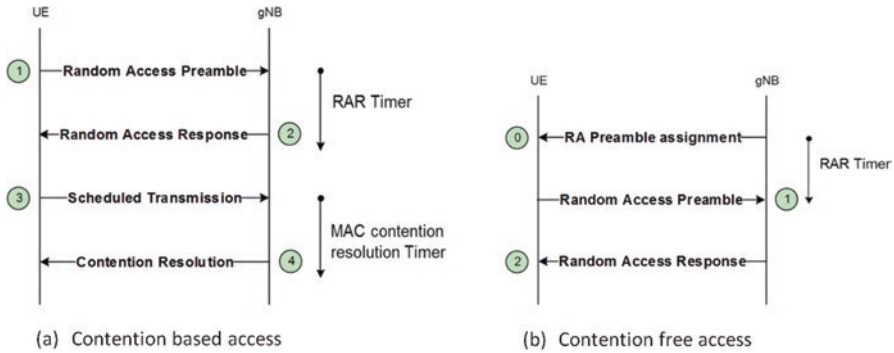 UE
gNB
1
Random Access Preamble
RAR Timer
Random Access Response
2
3
Scheduled Transmission
MAC contention
resolution Timer
Contention Resolution
4
(a) Contention based access
UE
gNB
0
RA Preamble assignment
RAR Timer
Random Access Preamble
1
2
Random Access Response
(b) Contention free access